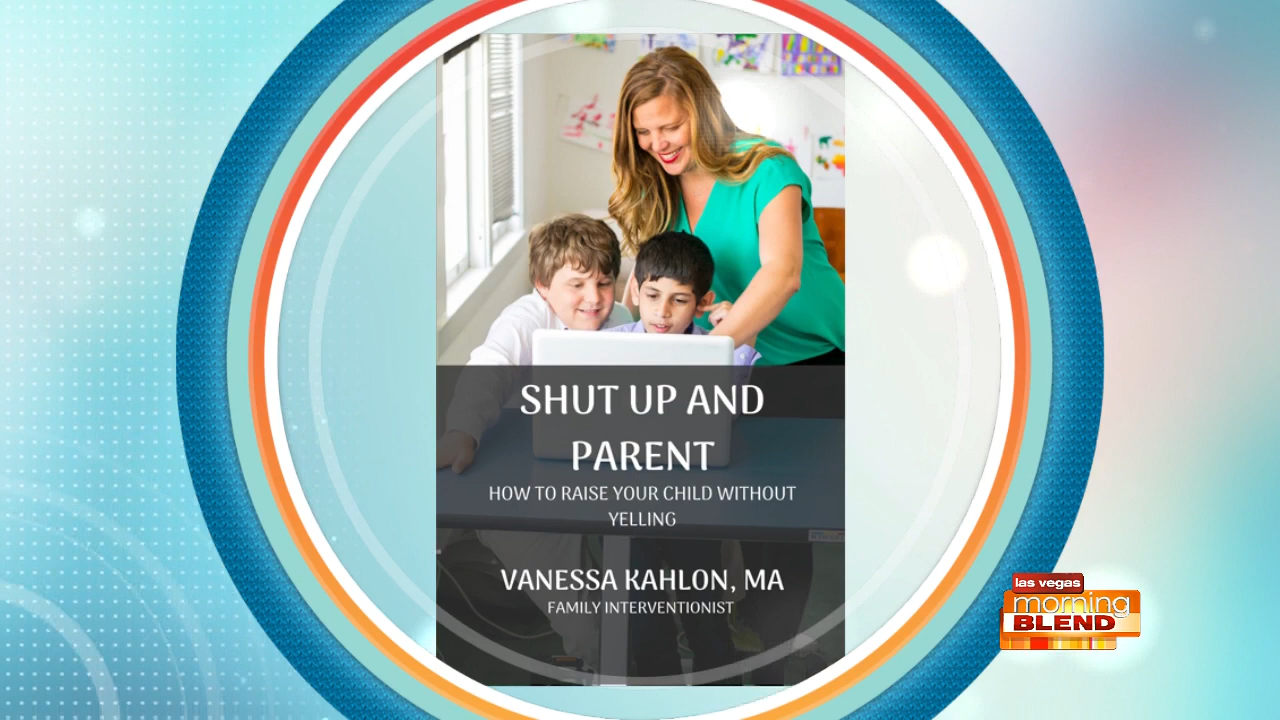 SHUT UP AND
PARENT
HOW TO RAISE YOUR CHILD WITHOUT
YELLING
VANESSA KAHLON, MA
FAMILY INTERVENTIONIST
las vegas
morning
BLEND